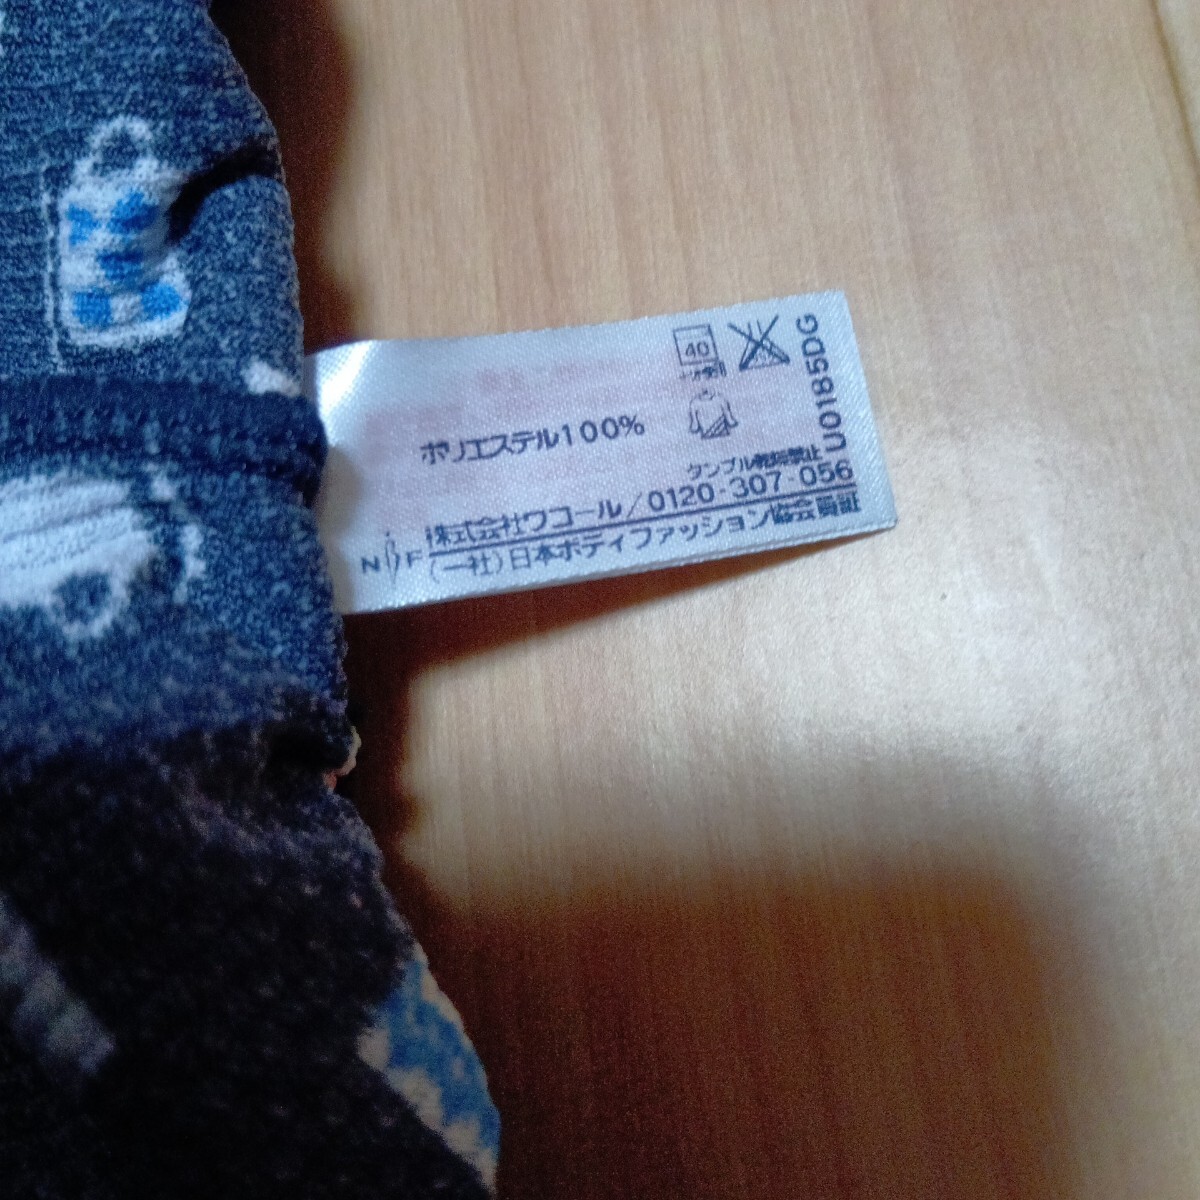 40
ネット使用
ポリエステル100%
タンブル乾燥禁止
株式会社ワコール/0120-307-056
NBF (一社)日本ボディファッション協会賛証
U0185DG